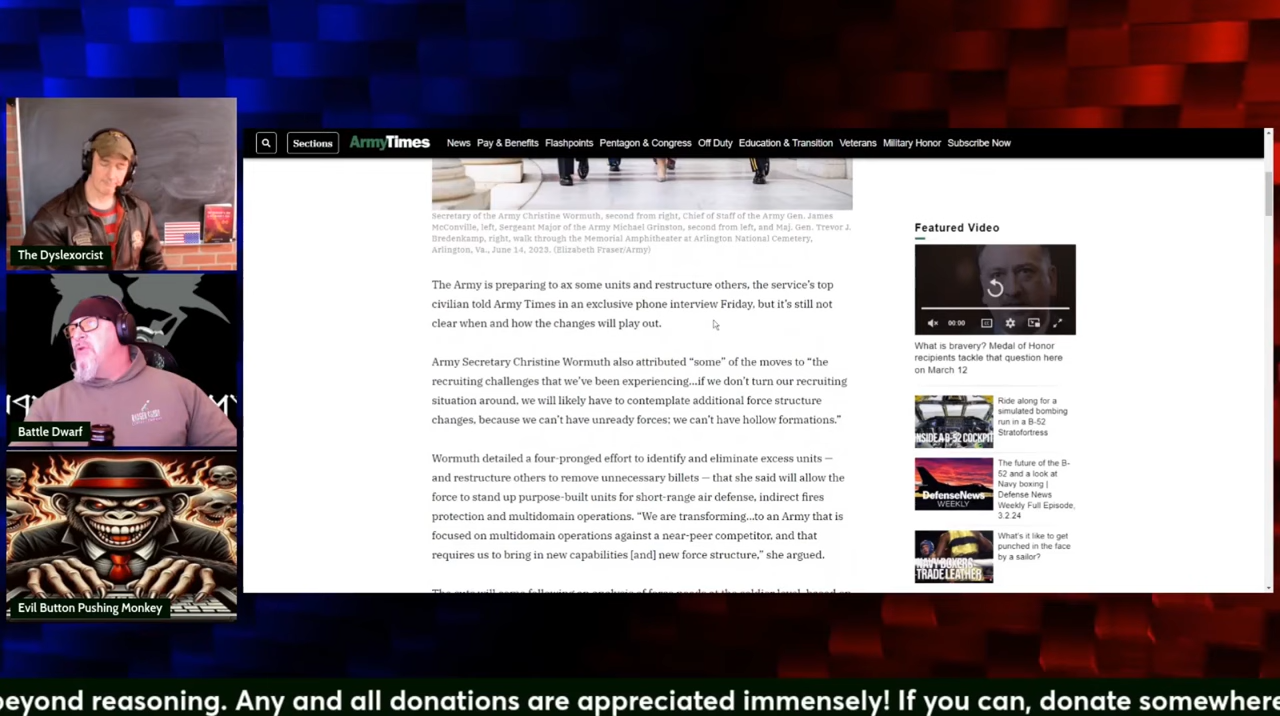 Sections
ArmyTimes
News Pay & Benefits Flashpoints Pentagon & Congress Off Duty Education & Transition Veterans Military Honor Subscribe Now
Secretary of the Army Christine Wormuth, second from right, Chief of Staff of the Army Gen. James
McConville, left, Sergeant Major of the Army Michael Grinston, second from left, and Maj. Gen. Trevor J.
Bredenkamp, right, walk through the Memorial Amphitheater at Arlington National Cemetery,
Arlington, Va., June 14, 2023. (Elizabeth Fraser/Army)
The Army is preparing to ax some units and restructure others, the service's top
civilian told Army Times in an exclusive phone interview Friday, but it's still not
clear when and how the changes will play out.
Army Secretary Christine Wormuth also attributed “some” of the moves to “the
recruiting challenges that we've been experiencing...if we don't turn our recruiting
situation around, we will likely have to contemplate additional force structure
changes, because we can't have unready forces; we can't have hollow formations.”
Wormuth detailed a four-pronged effort to identify and eliminate excess units —
and restructure others to remove unnecessary billets — that she said will allow the
force to stand up purpose-built units for short-range air defense, indirect fires
protection and multidomain operations. “We are transforming...to an Army that is
focused on multidomain operations against a near-peer competitor, and that
requires us to bring in new capabilities [and] new force structure,” she argued.
Featured Video
00:00
What is bravery? Medal of Honor
recipients tackle that question here
on March 12
INSIDE A B-52 COCKPIT
Ride along for a
simulated bombing
run in a B-52
Stratofortress
DefenseNews
WEEKLY
The future of the B-
52 and a look at
Navy boxing |
Defense News
Weekly Full Episode,
3.2.24
NAVY BOXERS
TRADE LEATHER
What's it like to get
punched in the face
by a sailor?
The Dyslexorcist
Battle Dwarf
Evil Button Pushing Monkey
beyond reasoning. Any and all donations are appreciated immensely! If you can, donate somewhere